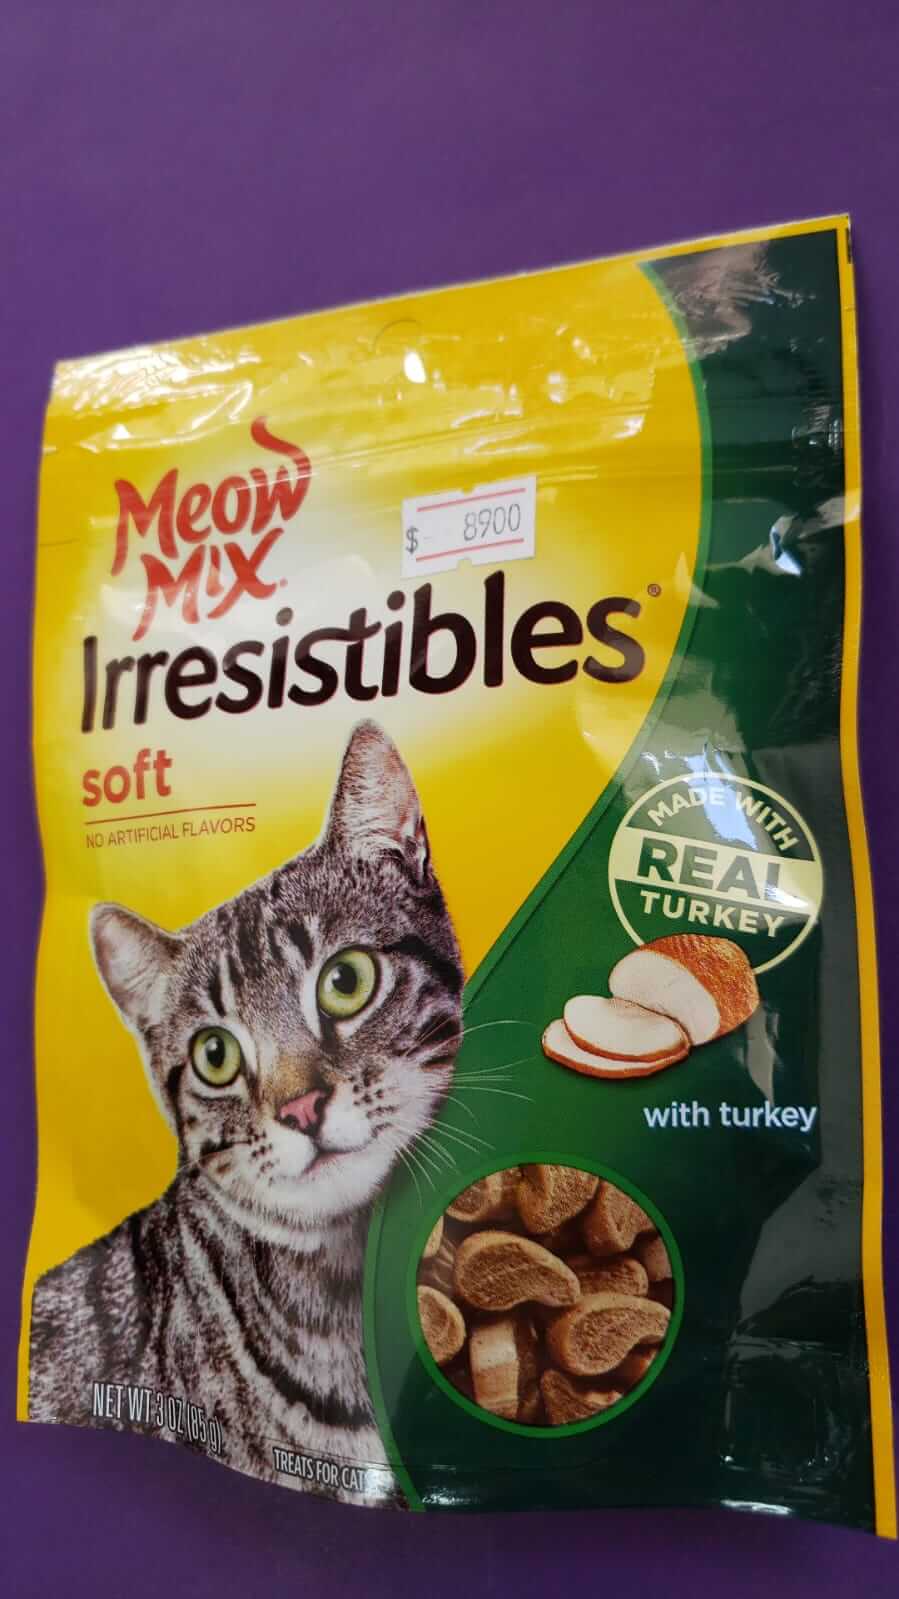 Meow
Mix
$ 8900
Irresistibles®
soft
NO ARTIFICIAL FLAVORS
MADE WITH
REAL
TURKEY
with turkey
NET WT 3 OZ (85 g)
TREATS FOR CATS